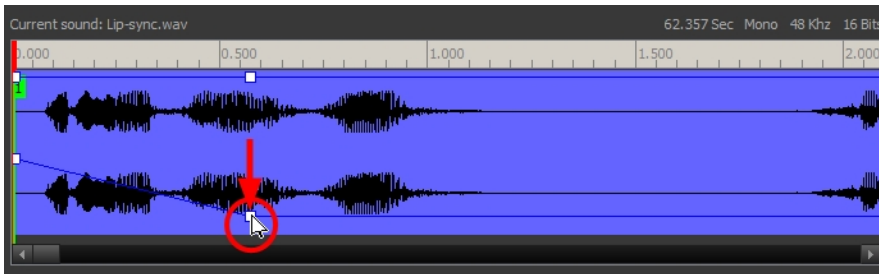 Current sound: Lip-sync.wav 62.357 Sec Mono 48 Khz 16 Bits
0.000 0.500 1.000 1.500 2.000
1